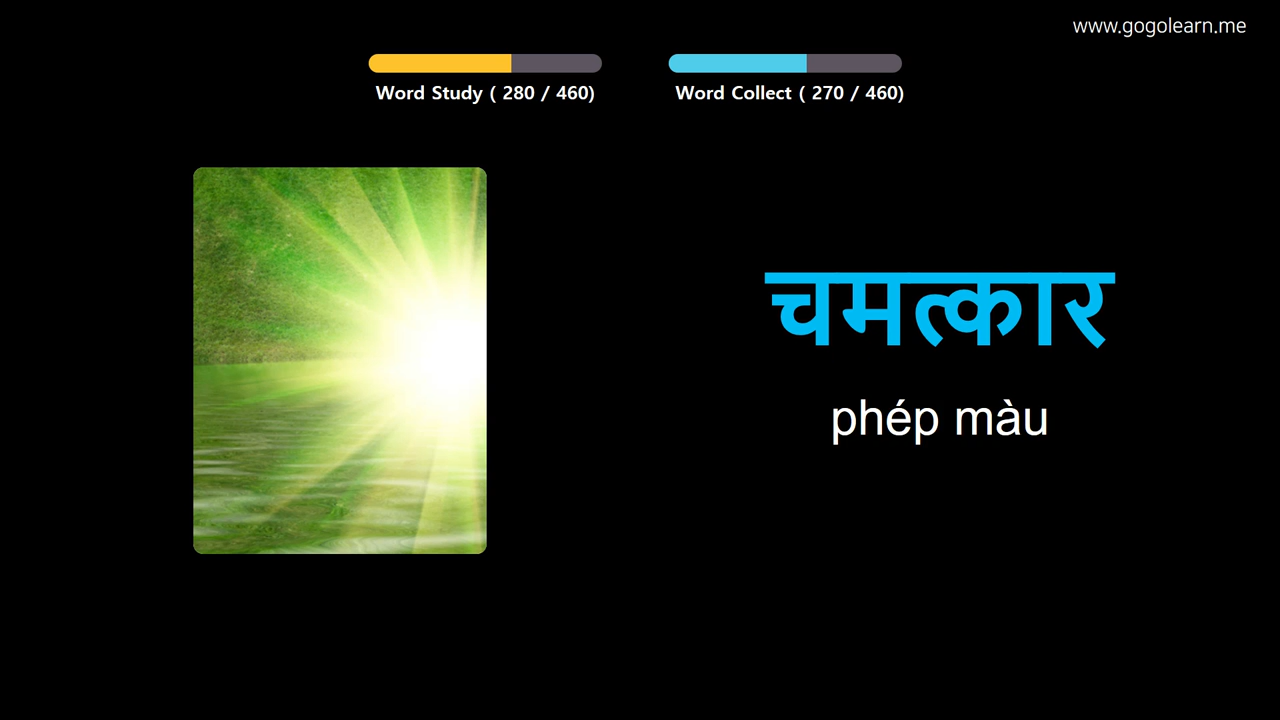 www.gogolearn.me
Word Study ( 280 / 460)
Word Collect ( 270 / 460)
चमत्कार
phép màu